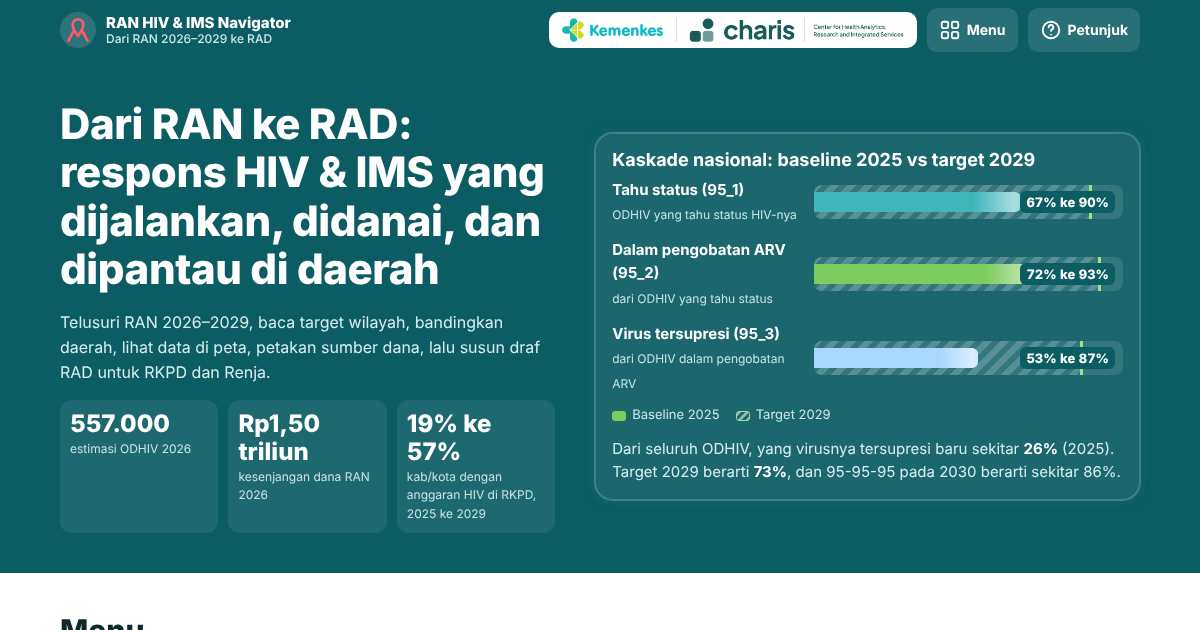 RAN HIV & IMS Navigator
Dari RAN 2026–2029 ke RAD
Kemenkes
charis
Center for Health Analytics,
Research and Integrated Services
Menu
Petunjuk
Dari RAN ke RAD:
respons HIV & IMS yang
dijalankan, didanai, dan
dipantau di daerah
Telusuri RAN 2026–2029, baca target wilayah, bandingkan
daerah, lihat data di peta, petakan sumber dana, lalu susun draf
RAD untuk RKPD dan Renja.
557.000
estimasi ODHIV 2026
Rp1,50
triliun
kesenjangan dana RAN
2026
19% ke
57%
kab/kota dengan
anggaran HIV di RKPD,
2025 ke 2029
Kaskade nasional: baseline 2025 vs target 2029
Tahu status (95_1)
ODHIV yang tahu status HIV-nya
67% ke 90%
Dalam pengobatan ARV
(95_2)
dari ODHIV yang tahu status
72% ke 93%
Virus tersupresi (95_3)
dari ODHIV dalam pengobatan
ARV
53% ke 87%
Baseline 2025
Target 2029
Dari seluruh ODHIV, yang virusnya tersupresi baru sekitar 26% (2025).
Target 2029 berarti 73%, dan 95-95-95 pada 2030 berarti sekitar 86%.
Menu